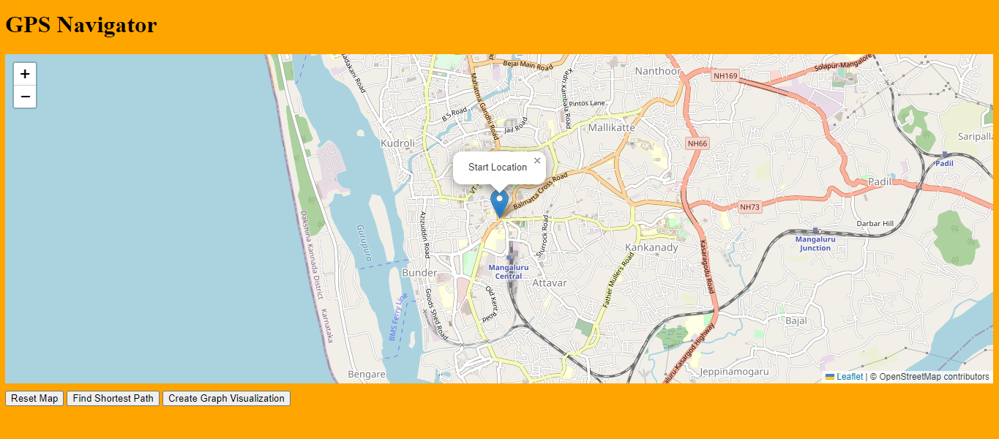 GPS Navigator
+
−
Bejai Main Road
Nanthoor
NH169
Solapur-Mangalore
Kadri Kambala Road
Mahatma Gandhi Road
Pintos Lane
B.S.Road
Jail Road
Mallikatte
Kudroli
NH66
Saripalla
Padil
Padil
Start Location
×
Balmatta Cross Road
NH73
Darbar Hill
Azizuddin Road
Dakshina Kannada District
Karnataka
Gurupura
Sturrock Road
Mangaluru
Junction
Kankanady
Kasaragodu Road
Mangaluru
Central
Bunder
Attavar
Father Mullers Road
Old Kent
Road
Goods Shed Road
BMS Ferry Line
Bajal
aluru-Kasargod Highway
Bengare
Jeppinamogaru
Leaflet | © OpenStreetMap contributors
Reset Map
Find Shortest Path
Create Graph Visualization